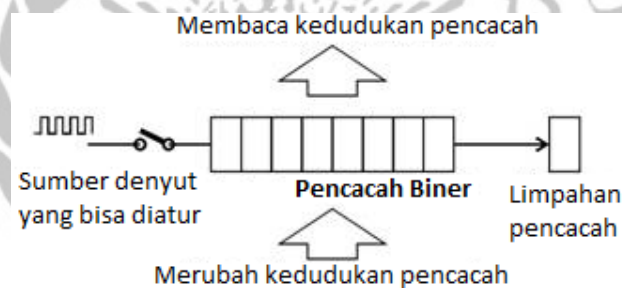 Membaca kedudukan pencacah
Sumber denyut
yang bisa diatur
Pencacah Biner
Limpahan
pencacah
Merubah kedudukan pencacah